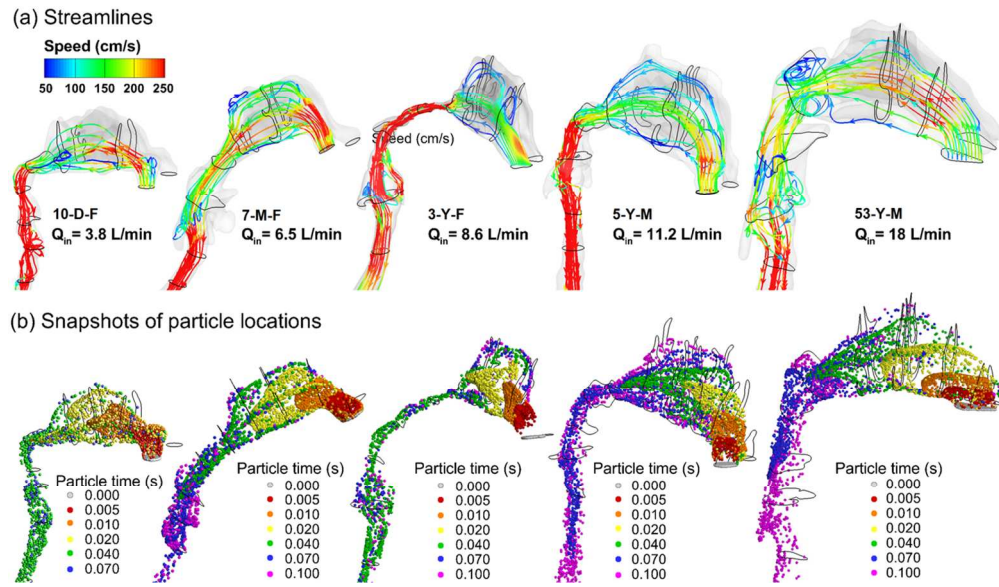 (a) Streamlines
Speed (cm/s)
50 100 150 200 250
Speed (cm/s)
10-D-F
Qin= 3.8 L/min
7-M-F
Qin= 6.5 L/min
3-Y-F
Qin= 8.6 L/min
5-Y-M
Qin= 11.2 L/min
53-Y-M
Qin= 18 L/min
(b) Snapshots of particle locations
Particle time (s)
0.000
0.005
0.010
0.020
0.040
0.070
Particle time (s)
0.000
0.005
0.010
0.020
0.040
0.070
0.100
Particle time (s)
0.000
0.005
0.010
0.020
0.040
0.070
0.100
Particle time (s)
0.000
0.005
0.010
0.020
0.040
0.070
0.100
Particle time (s)
0.000
0.005
0.010
0.020
0.040
0.070
0.100